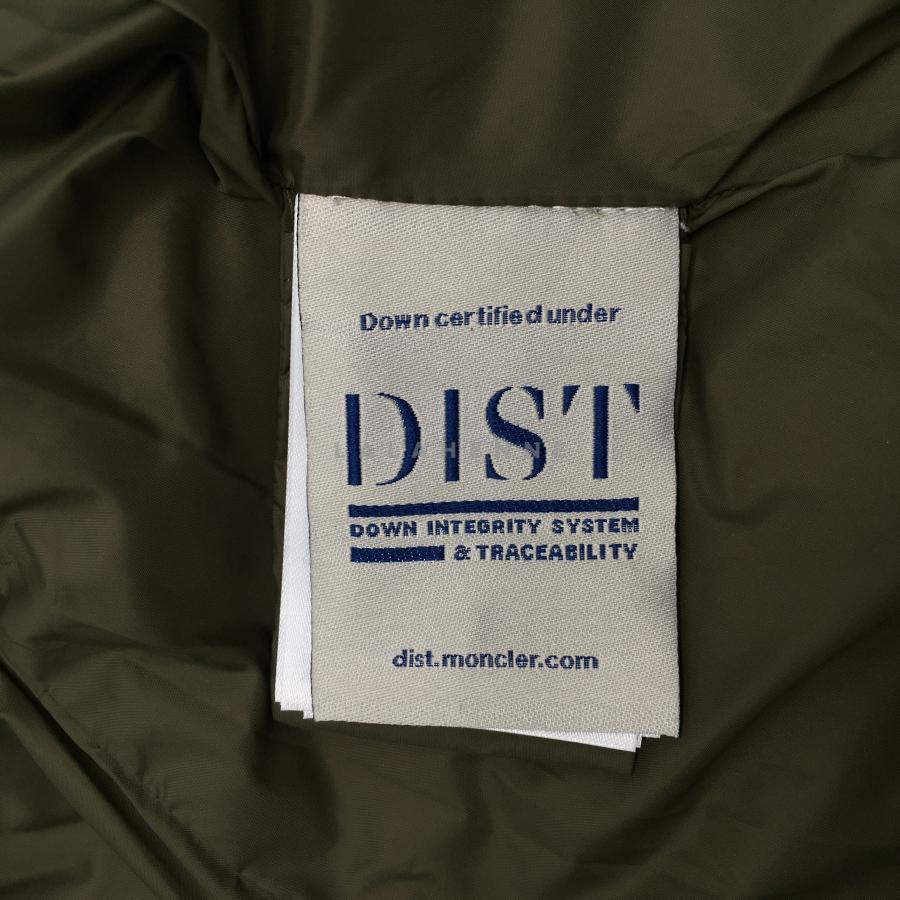 Down certified under
DIST
DOWN INTEGRITY SYSTEM
& TRACEABILITY
dist.moncler.com